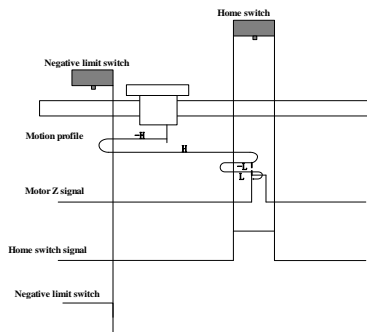 Home switch
Negative limit switch
Motion profile
-H
H
-L
L
Motor Z signal
Home switch signal
Negative limit switch